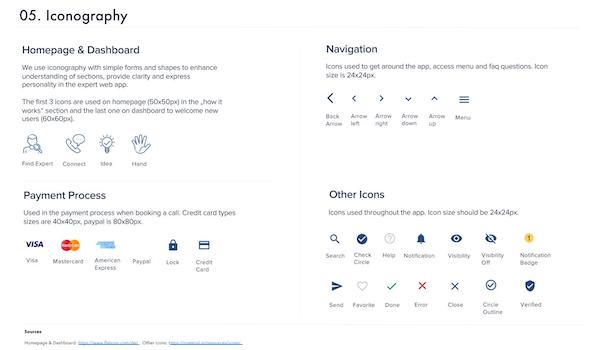 05. Iconography
Homepage & Dashboard
We use iconography with simple forms and shapes to enhance
understanding of sections, provide clarity and express
personality in the expert web app.
The first 3 icons are used on homepage (50x50px) in the „how it
works“ section and the last one on dashboard to welcome new
users (60x60px).
Find Expert
Connect
Idea
Hand
Navigation
Icons used to get around the app, access menu and faq questions. Icon
size is 24x24px.
Back
Arrow
Arrow
left
Arrow
right
Arrow
down
Arrow
up
Menu
Payment Process
Used in the payment process when booking a call. Credit card types
sizes are 40x40px, paypal is 80x80px.
VISA
Visa
Mastercard
American
Express
Paypal
Lock
Credit
Card
Other Icons
Icons used throughout the app. Icon size should be 24x24px.
Search
Check
Circle
Help
Notification
Visibility
Visibility
Off
1
Notification
Badge
Send
Favorite
Done
Error
Close
Circle
Outline
Verified
Sources
Homepage & Dashboard:
Other icons: